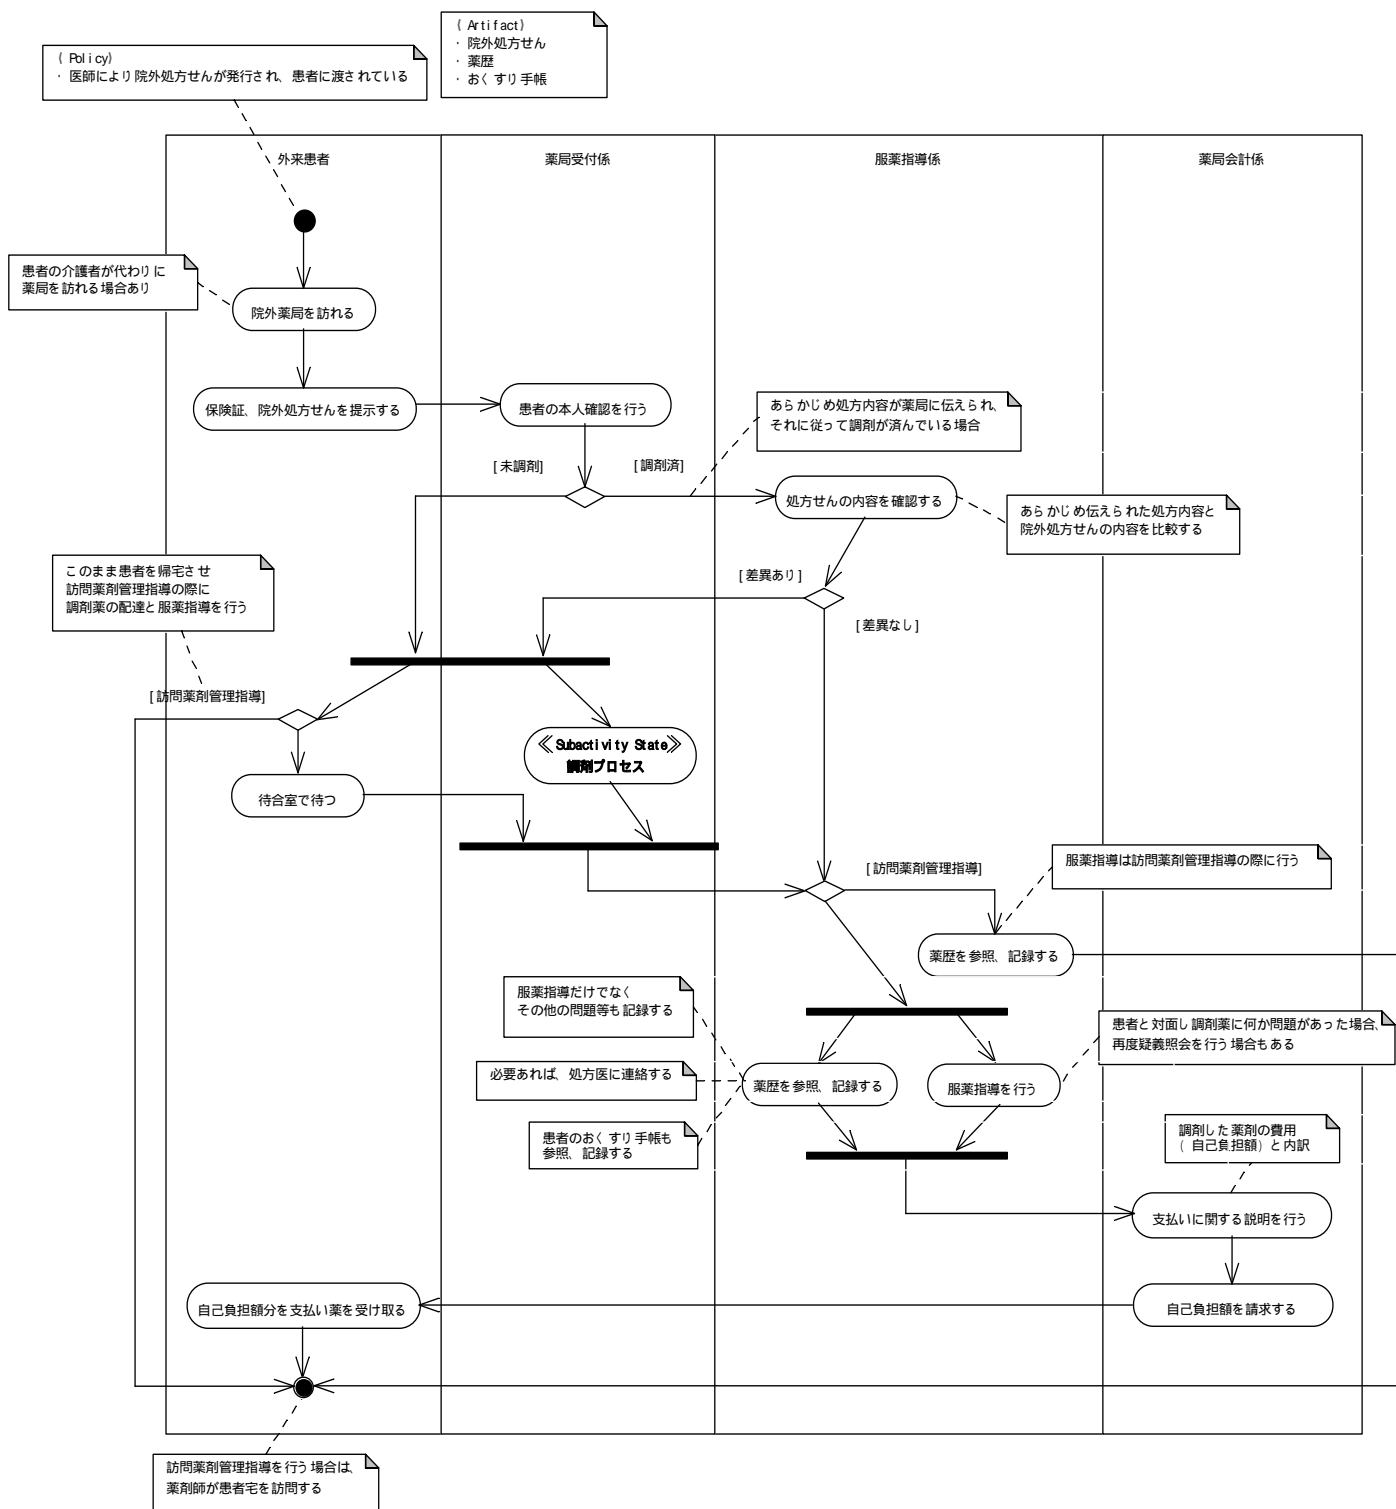 ( Artifact)
・ 院外処方せん
・ 薬歴
・ おくすり手帳
( Policy)
・ 医師により院外処方せんが発行され、患者に渡されている
外来患者
薬局受付係
服薬指導係
薬局会計係
患者の介護者が代わりに
薬局を訪れる場合あり
院外薬局を訪れる
保険証、院外処方せんを提示する
患者の本人確認を行う
あらかじめ処方内容が薬局に伝えられ、
それに従って調剤が済んでいる場合
[未調剤]
[調剤済]
処方せんの内容を確認する
あらかじめ伝えられた処方内容と
院外処方せんの内容を比較する
このまま患者を帰宅させ
訪問薬剤管理指導の際に
調剤薬の配達と服薬指導を行う
[差異あり]
[差異なし]
[訪問薬剤管理指導]
≪Subactivity State≫
調剤プロセス
待合室で待つ
[訪問薬剤管理指導]
服薬指導は訪問薬剤管理指導の際に行う
薬歴を参照、記録する
服薬指導だけでなく
その他の問題等も記録する
患者と対面し調剤薬に何か問題があった場合、
再度疑義照会を行う場合もある
必要あれば、処方医に連絡する
薬歴を参照、記録する
服薬指導を行う
患者のおくすり手帳も
参照、記録する
調剤した薬剤の費用
( 自己負担額) と内訳
支払いに関する説明を行う
自己負担額分を支払い薬を受け取る
自己負担額を請求する
訪問薬剤管理指導を行う場合は、
薬剤師が患者宅を訪問する